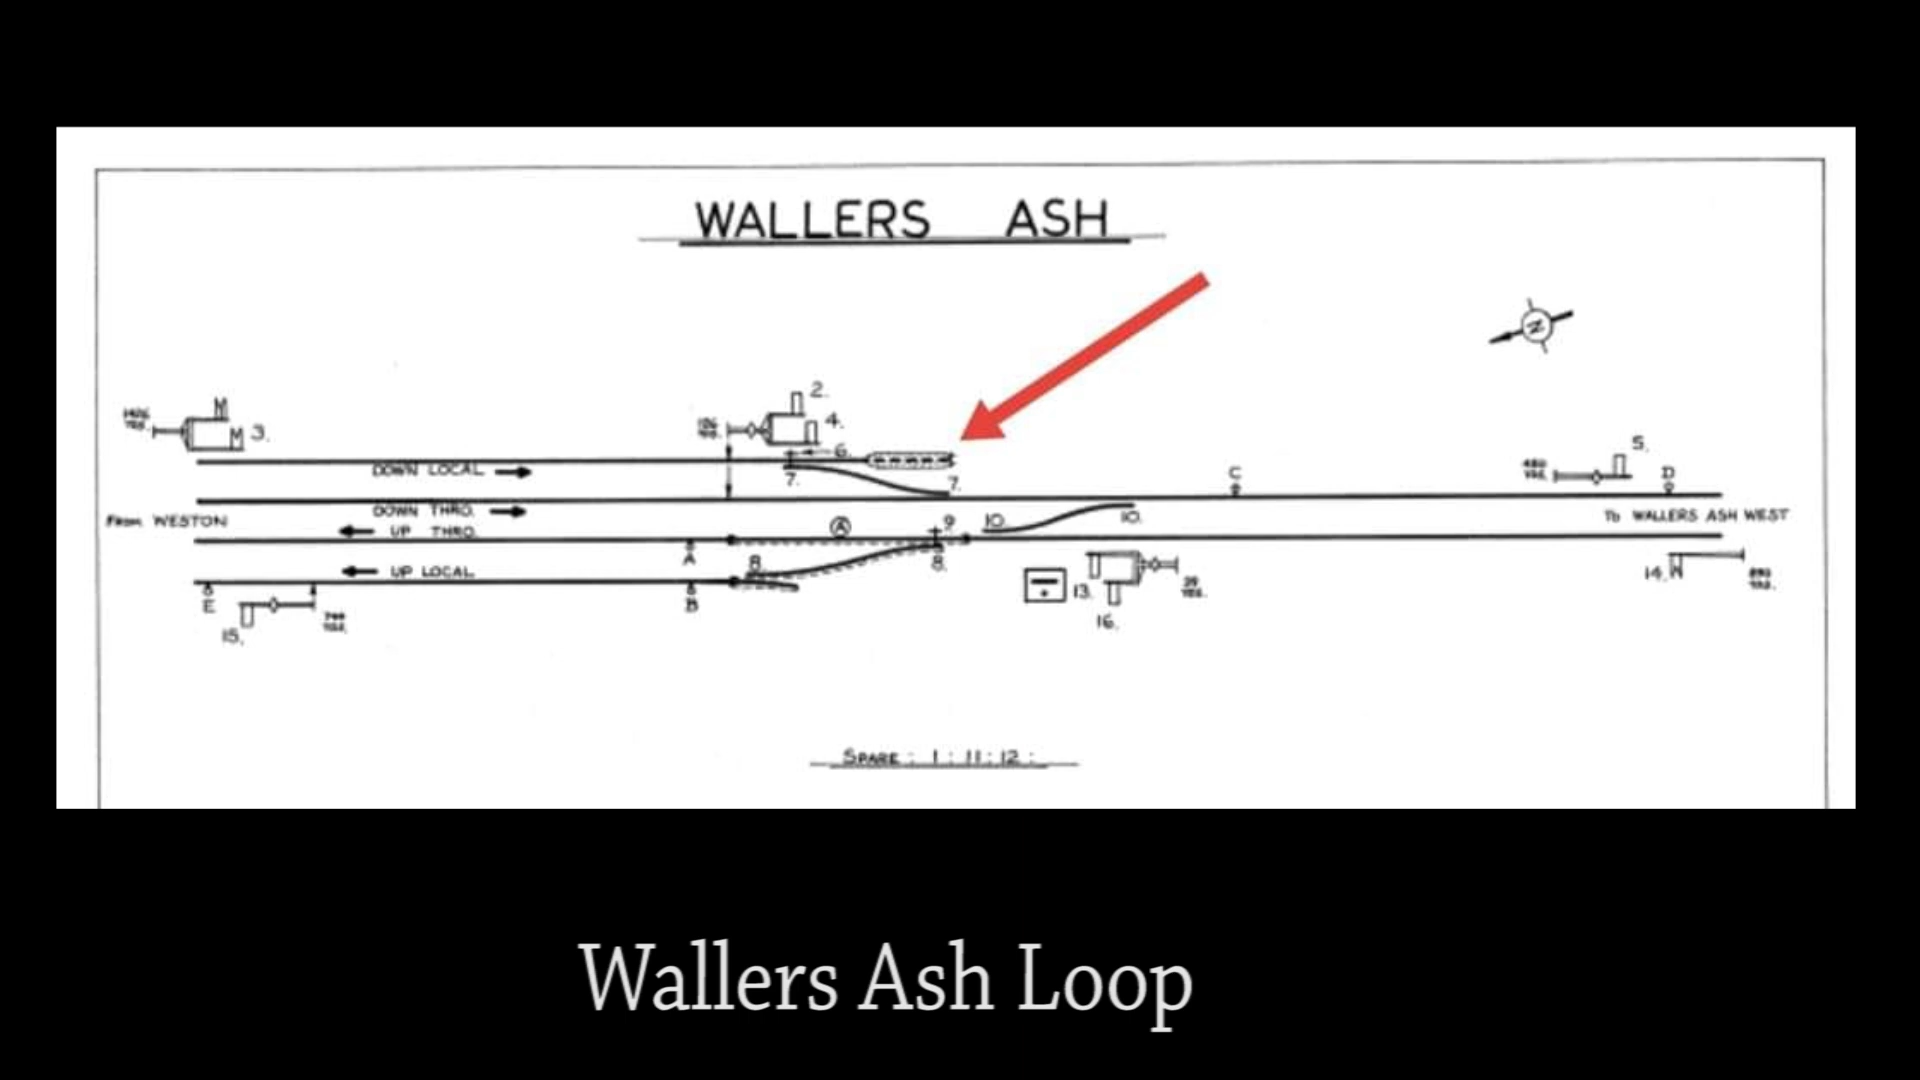 WALLERS ASH
N
2.
4.
M
M 3.
6.
5.
DOWN LOCAL
7.
7.
C
D
DOWN THRO.
From WESTON
UP THRO.
A
9
10
10.
To WALLERS ASH WEST
A
8.
8.
UP LOCAL
E
B
13.
14.
15.
16.
SPARE : 1 : 11 : 12 :
Wallers Ash Loop